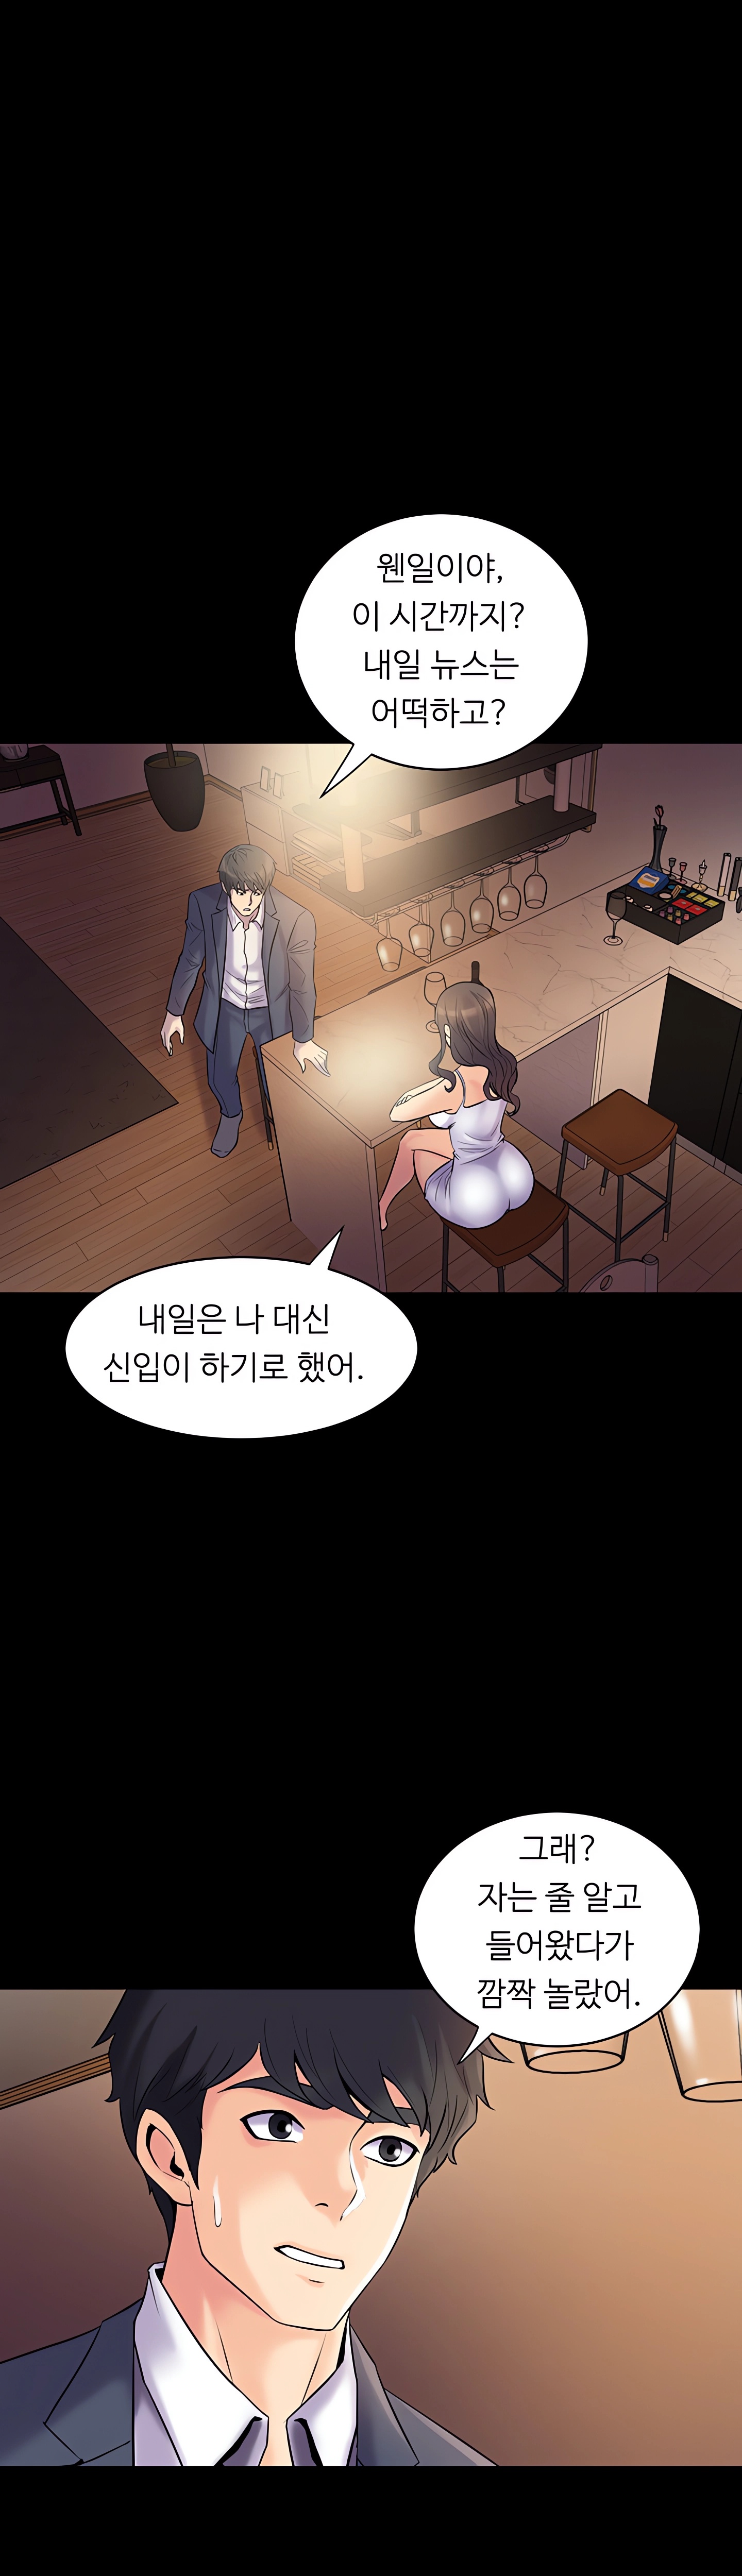 웬일이야,
이 시간까지?
내일 뉴스는
어떡하고?
내일은 나 대신
신입이 하기로 했어.
그래?
자는 줄 알고
들어왔다가
깜짝 놀랐어.